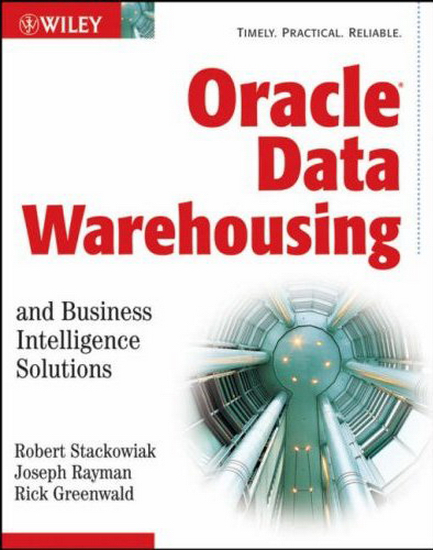 WILEY
TIMELY. PRACTICAL. RELIABLE.
Oracle®
Data
Warehousing
and Business
Intelligence
Solutions
Robert Stackowiak
Joseph Rayman
Rick Greenwald